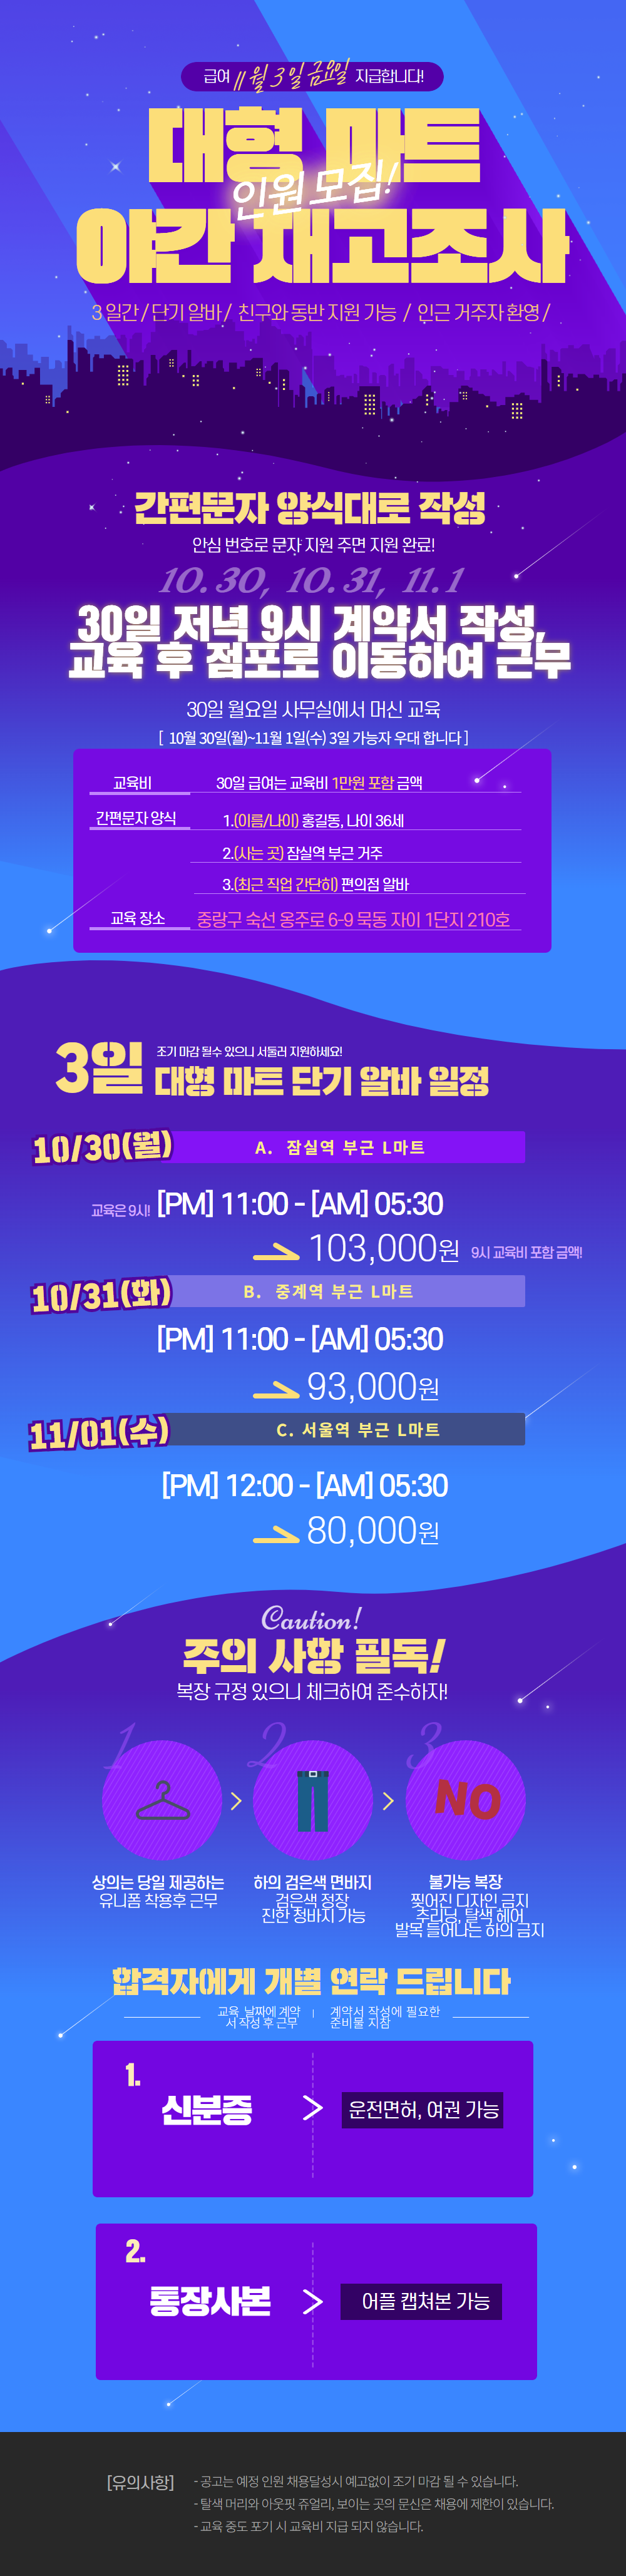 급여 11월 3일 금요일 지급합니다!
대형 마트
인원 모집!
야간 재고조사
3 일간 / 단기 알바 / 친구와 동반 지원 가능 / 인근 거주자 환영 /
간편문자 양식대로 작성
안심 번호로 문자 지원 주면 지원 완료!
10. 30, 10. 31, 11. 1
30일 저녁 9시 계약서 작성,
교육 후 점포로 이동하여 근무
30일 월요일 사무실에서 머신 교육
[ 10월 30일(월)~11월 1일(수) 3일 가능자 우대 합니다 ]
교육비 30일 급여는 교육비 1만원 포함 금액
간편문자 양식 1.(이름/나이) 홍길동, 나이 36세
2.(사는 곳) 잠실역 부근 거주
3.(최근 직업 간단히) 편의점 알바
교육 장소 중랑구 숙선 옹주로 6-9 묵동 자이 1단지 210호
3일
조기 마감 될수 있으니 서둘러 지원하세요!
대형 마트 단기 알바 일정
10/30(월)
A. 잠실역 부근 L마트
교육은 9시! [PM] 11:00 - [AM] 05:30
103,000원 9시 교육비 포함 금액!
10/31(화)
B. 중계역 부근 L마트
[PM] 11:00 - [AM] 05:30
93,000원
11/01(수)
C. 서울역 부근 L마트
[PM] 12:00 - [AM] 05:30
80,000원
Caution!
주의 사항 필독!
복장 규정 있으니 체크하여 준수하자!
1
2
3
NO
상의는 당일 제공하는
유니폼 착용후 근무
하의 검은색 면바지
검은색 정장
진한 청바지 가능
불가능 복장
찢어진 디자인 금지
추리닝, 탈색 헤어
발목 들어나는 하의 금지
합격자에게 개별 연락 드립니다
교육 날짜에 계약
서 작성 후 근무
계약서 작성에 필요한
준비물 지참
1.
신분증
운전면허, 여권 가능
2.
통장사본
어플 캡쳐본 가능
[유의사항]
- 공고는 예정 인원 채용달성시 예고없이 조기 마감 될 수 있습니다.
- 탈색 머리와 아웃핏 쥬얼리, 보이는 곳의 문신은 채용에 제한이 있습니다.
- 교육 중도 포기 시 교육비 지급 되지 않습니다.